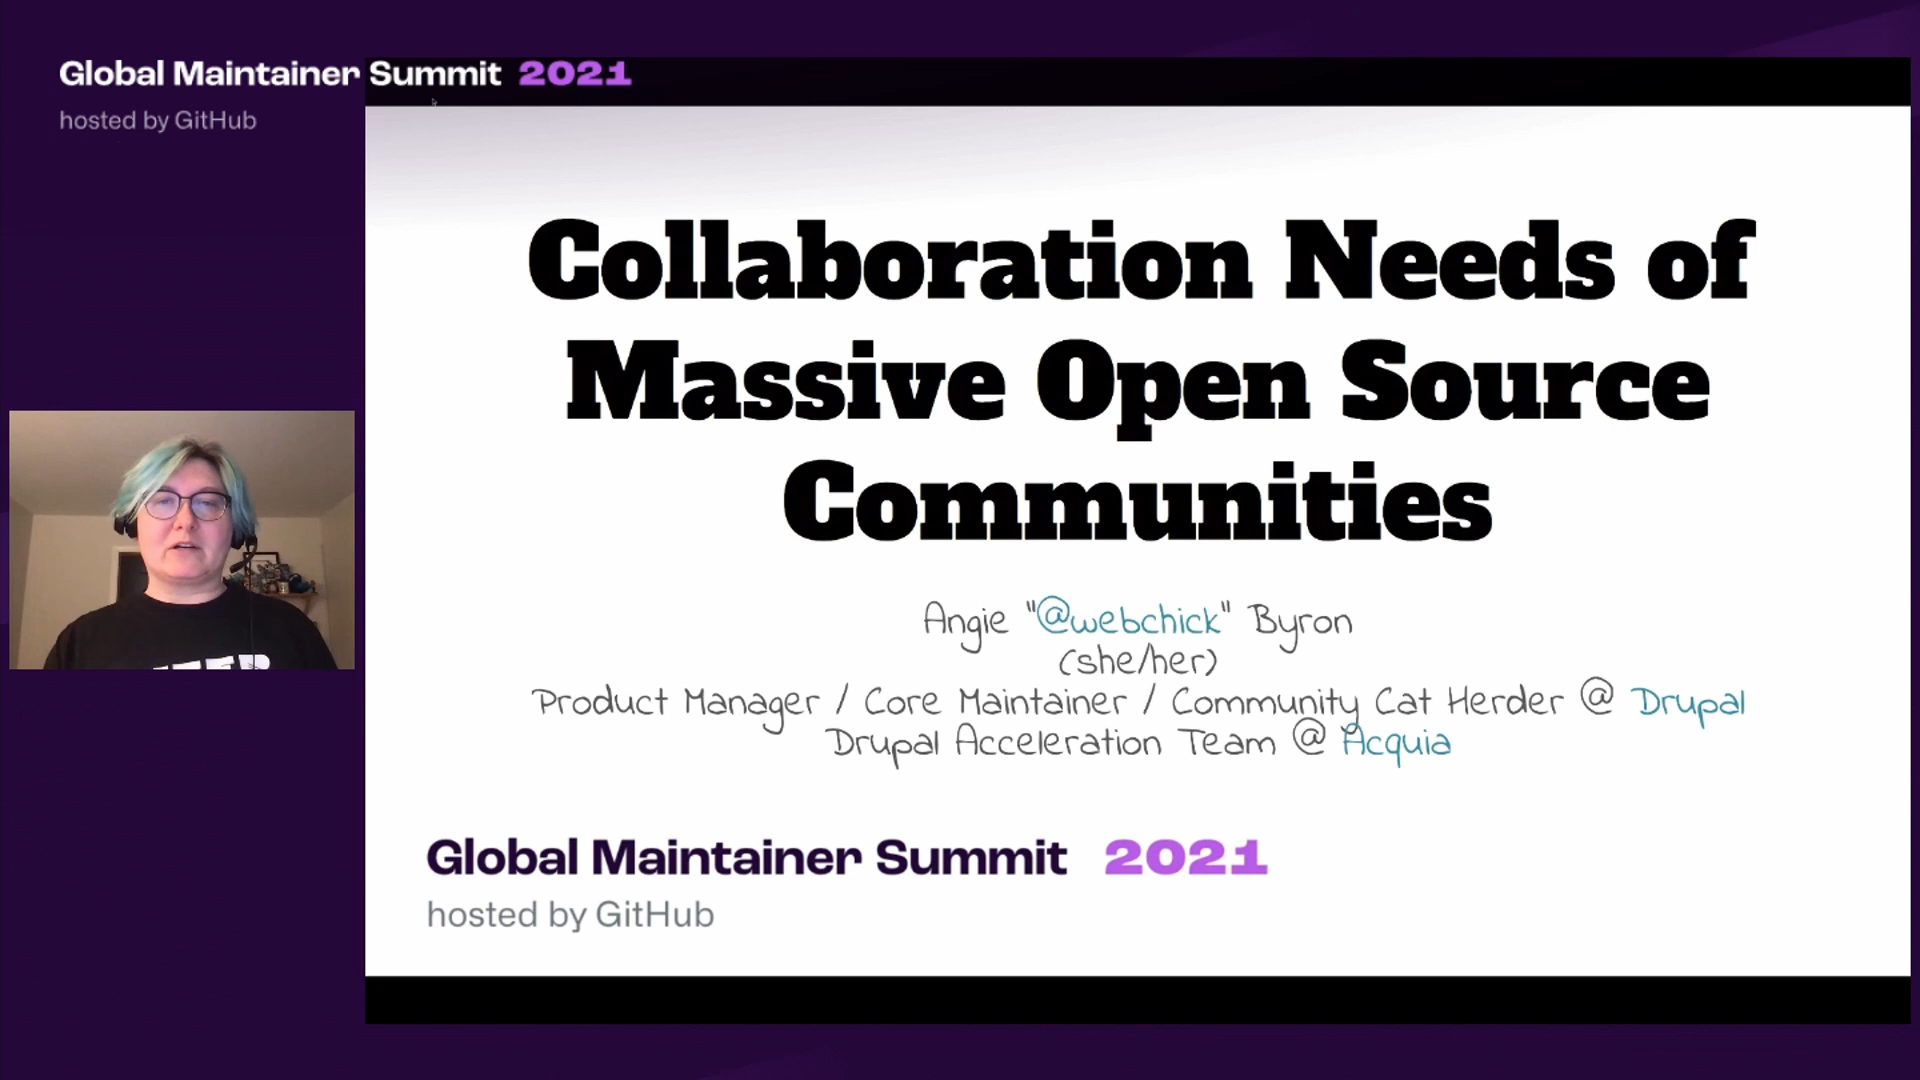 Global Maintainer Summit 2021
hosted by GitHub
Collaboration Needs of
Massive Open Source
Communities
Angie "@webchick" Byron
(she/her)
Product Manager / Core Maintainer / Community Cat Herder @ Drupal
Drupal Acceleration Team @ Acquia
Global Maintainer Summit 2021
hosted by GitHub